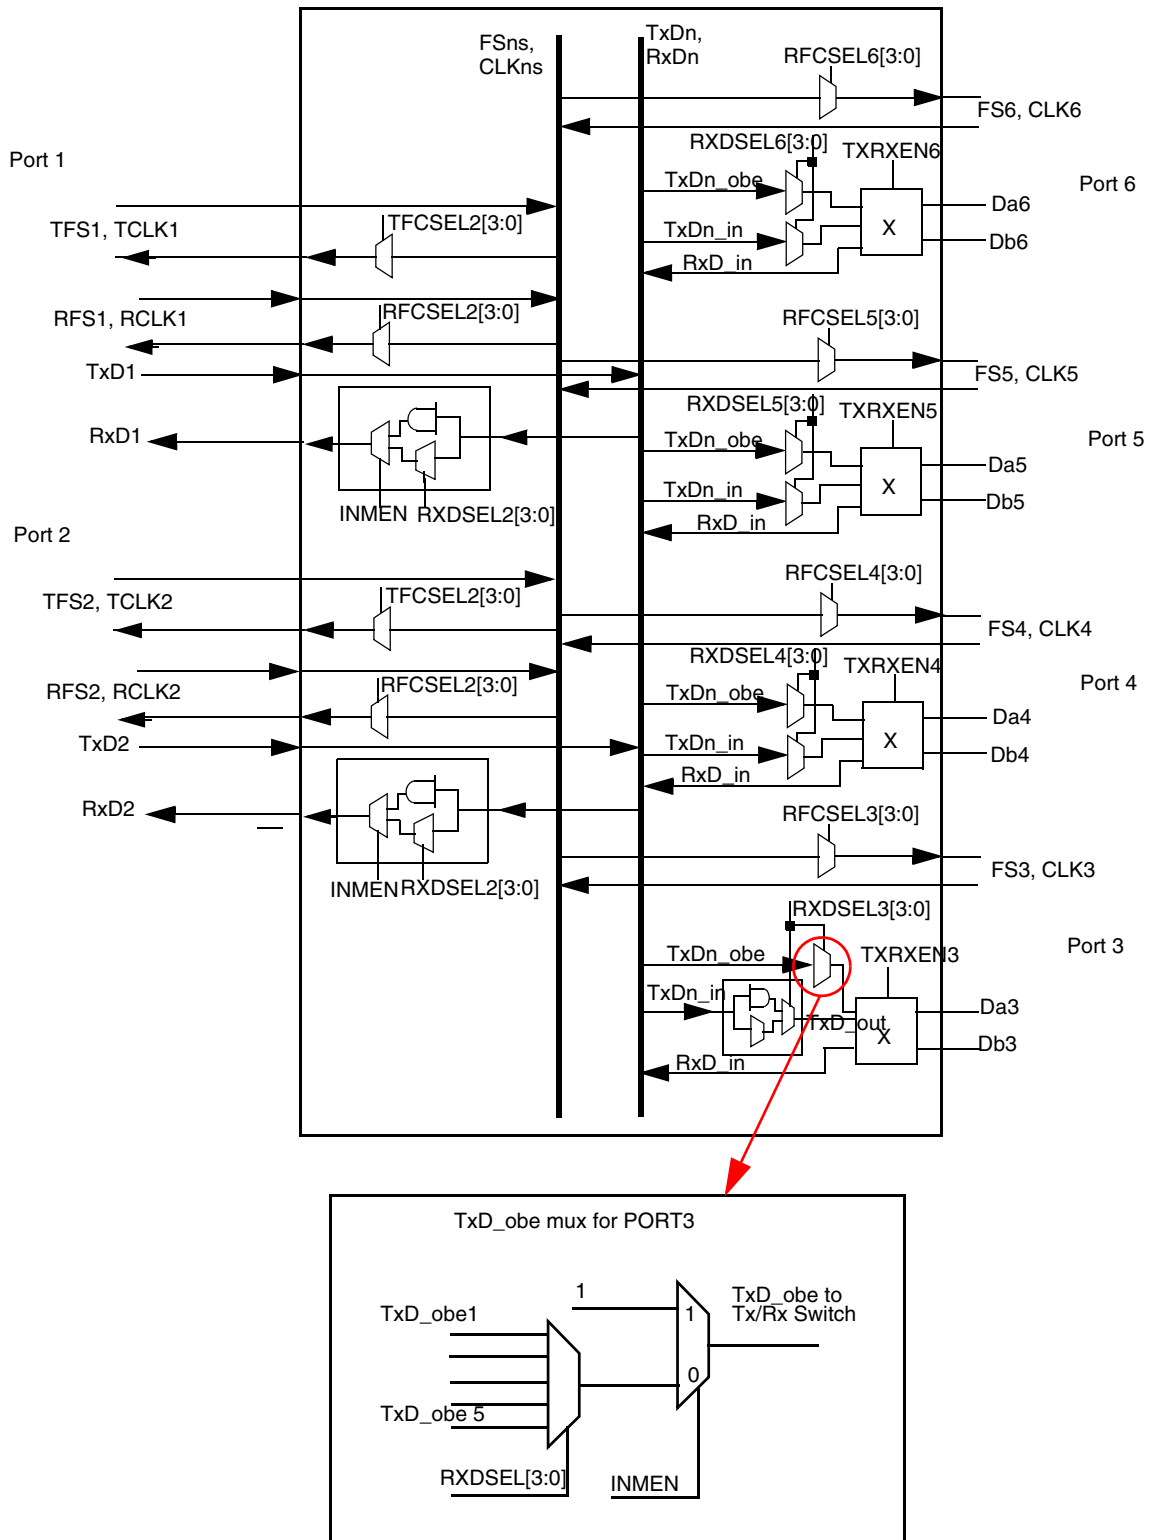 FSns,
CLKns
TxDn,
RxDn
RFCSEL6[3:0]
FS6, CLK6
RXDSEL6[3:0]
TXRXEN6
Port 1
Port 6
TxDn_obe
Da6
TFS1, TCLK1
TFCSEL2[3:0]
TxDn_in
X
Db6
RxD_in
RFS1, RCLK1
RFCSEL2[3:0]
RFCSEL5[3:0]
TxD1
FS5, CLK5
RXDSEL5[3:0]
TXRXEN5
RxD1
TxDn_obe
Port 5
Da5
TxDn_in
X
Db5
INMEN
RXDSEL2[3:0]
RxD_in
Port 2
RFCSEL4[3:0]
TFS2, TCLK2
TFCSEL2[3:0]
FS4, CLK4
RXDSEL4[3:0]
TXRXEN4
RFS2, RCLK2
RFCSEL2[3:0]
TxDn_obe
Port 4
Da4
TxD2
TxDn_in
X
Db4
RxD_in
RxD2
RFCSEL3[3:0]
INMEN
RXDSEL2[3:0]
FS3, CLK3
RXDSEL3[3:0]
Port 3
TxDn_obe
TXRXEN3
TxDn_in
Da3
TxD_out
X
Db3
RxD_in
TxD_obe mux for PORT3
1
TxD_obe to
Tx/Rx Switch
TxD_obe1
1
0
TxD_obe 5
RXDSEL[3:0]
INMEN